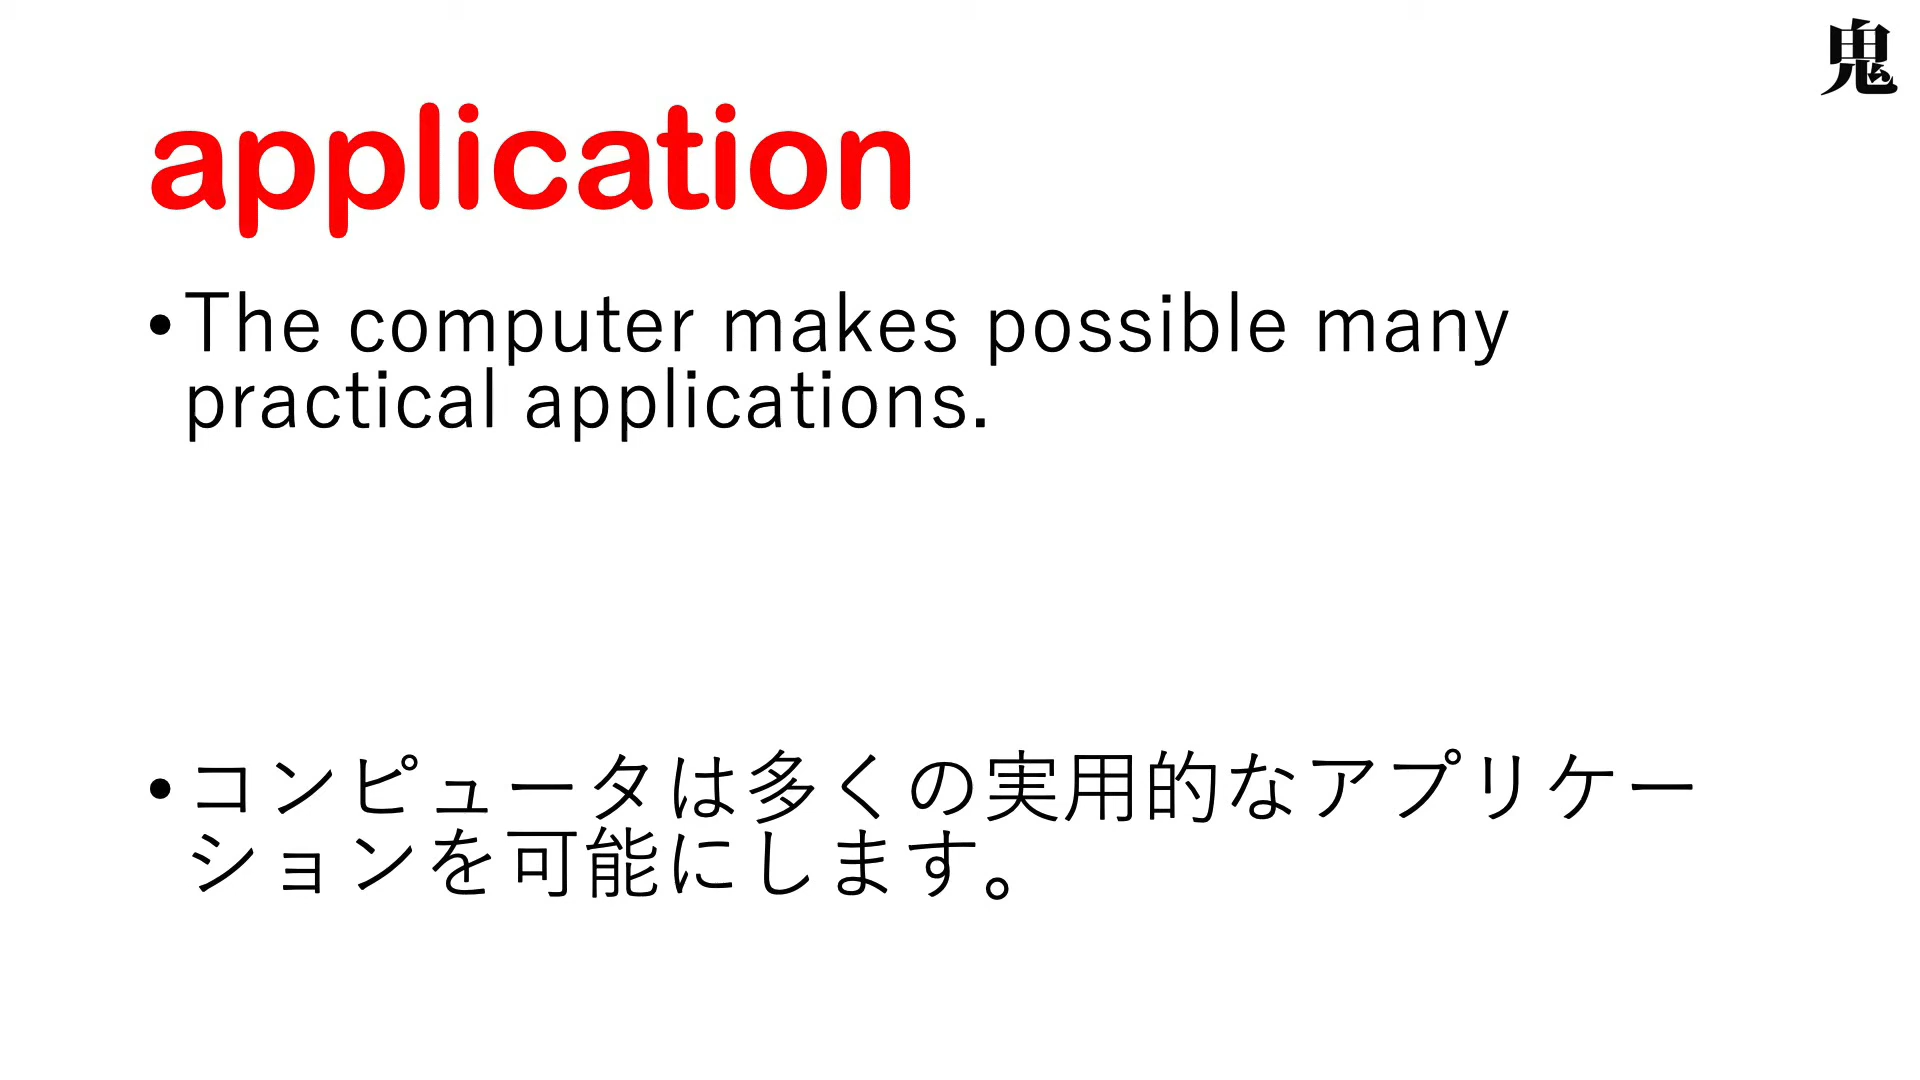 鬼
application
•The computer makes possible many
practical applications.
•コンピュータは多くの実用的なアプリケー
ションを可能にします。